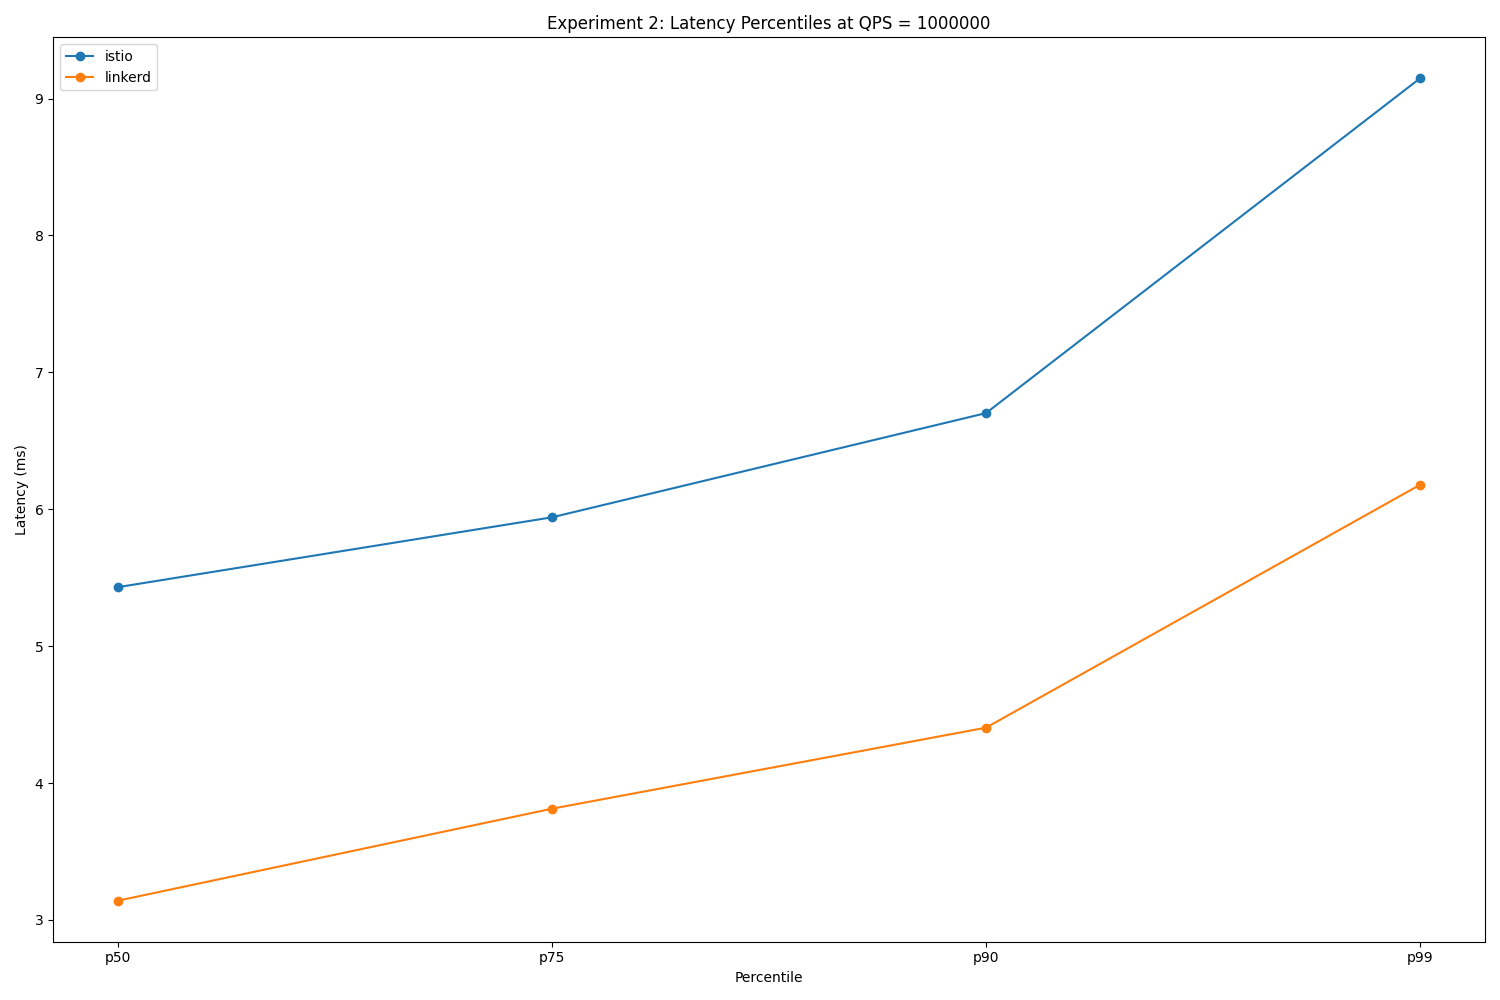 Experiment 2: Latency Percentiles at QPS = 1000000
istio
linkerd
9
8
7
6
5
4
3
Latency (ms)
p50 p75 p90 p99
Percentile